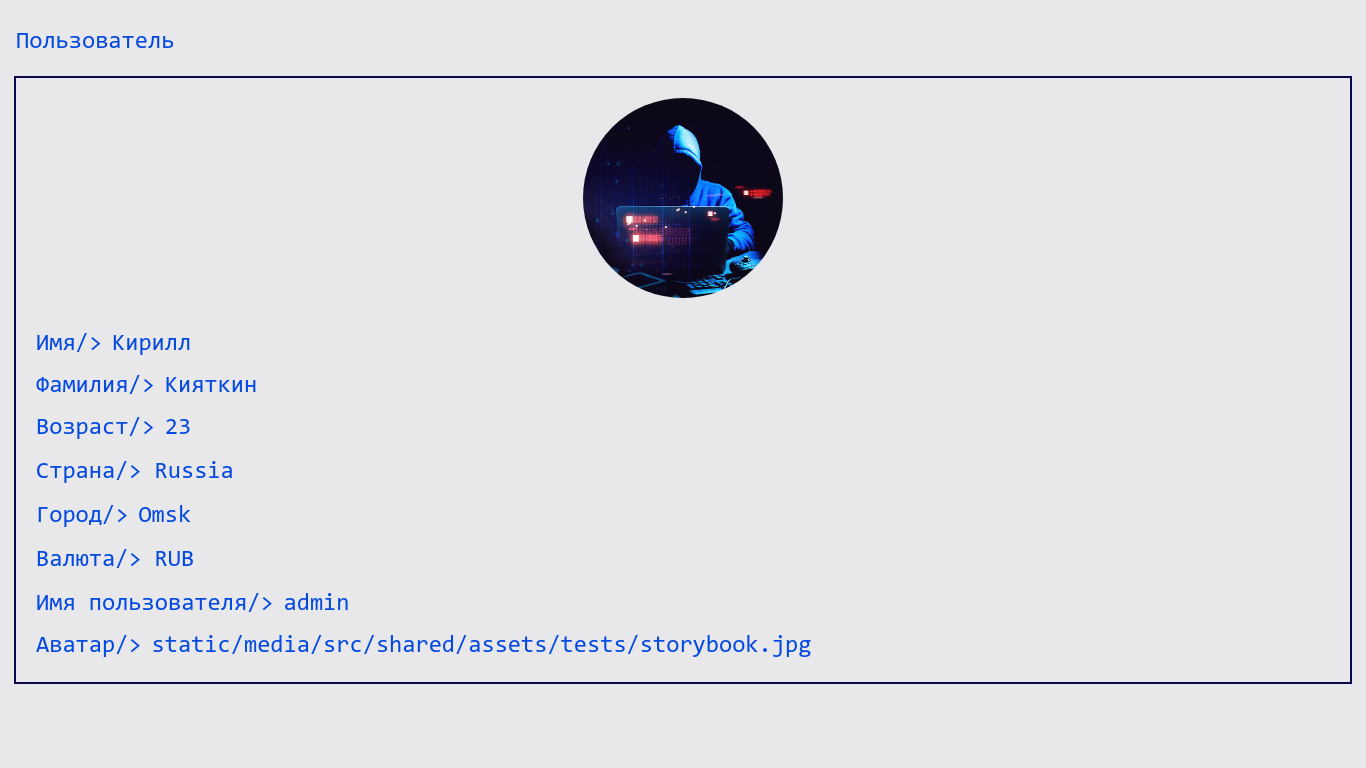 Пользователь
Имя/> Кирилл
Фамилия/> Кияткин
Возраст/> 23
Страна/> Russia
Город/> Omsk
Валюта/> RUB
Имя пользователя/> admin
Аватар/> static/media/src/shared/assets/tests/storybook.jpg